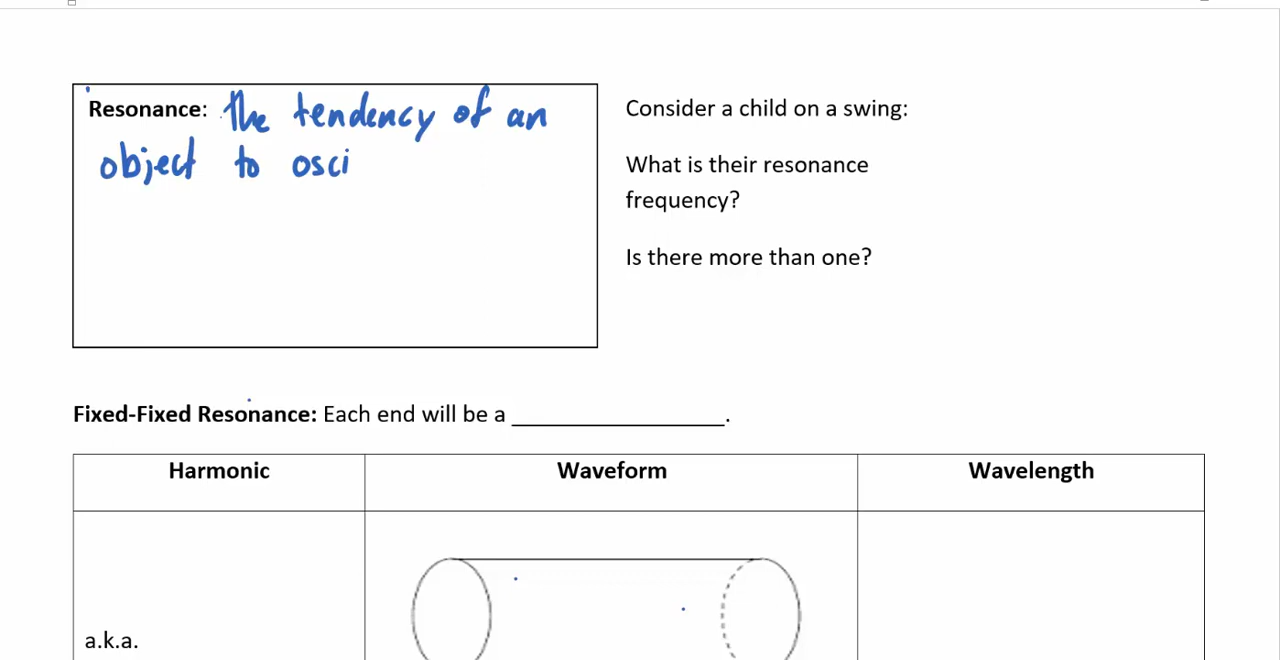 Resonance: the tendency of an
object to osci
Consider a child on a swing:
What is their resonance
frequency?
Is there more than one?
Fixed-Fixed Resonance: Each end will be a _________________.
Harmonic
Waveform
Wavelength
a.k.a.